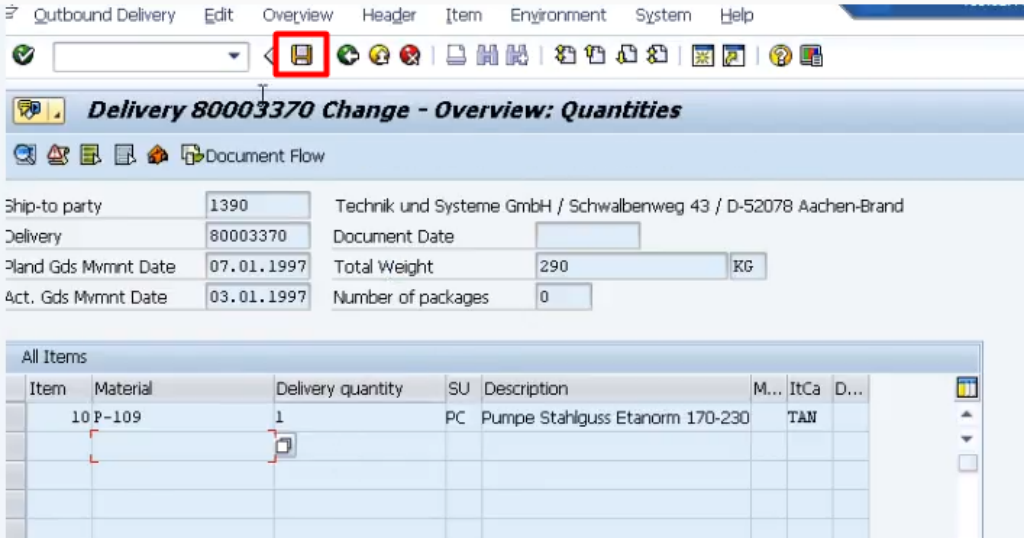 Outbound Delivery Edit Overview Header Item Environment System Help
Delivery 80003370 Change - Overview: Quantities
Document Flow
Ship-to party 1390 Technik und Systeme GmbH / Schwalbenweg 43 / D-52078 Aachen-Brand
Delivery 80003370 Document Date
Pland Gds Mvmnt Date 07.01.1997 Total Weight 290 KG
Act. Gds Mvmnt Date 03.01.1997 Number of packages 0
All Items
Item Material Delivery quantity SU Description M... ItCa D...
10 P-109 1 PC Pumpe Stahlguss Etanorm 170-230 TAN